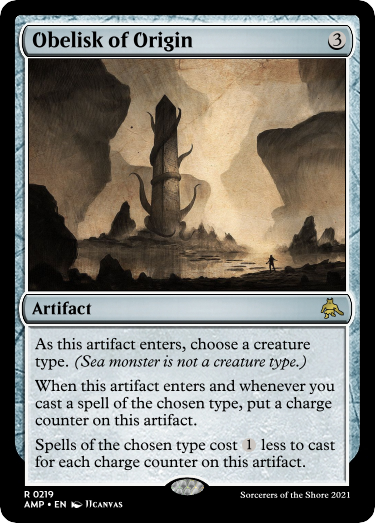 Obelisk of Origin 3
Artifact
As this artifact enters, choose a creature
type. (Sea monster is not a creature type.)
When this artifact enters and whenever you
cast a spell of the chosen type, put a charge
counter on this artifact.
Spells of the chosen type cost 1 less to cast
for each charge counter on this artifact.
R 0219
AMP • EN UCANVAS
Sorcerers of the Shore 2021